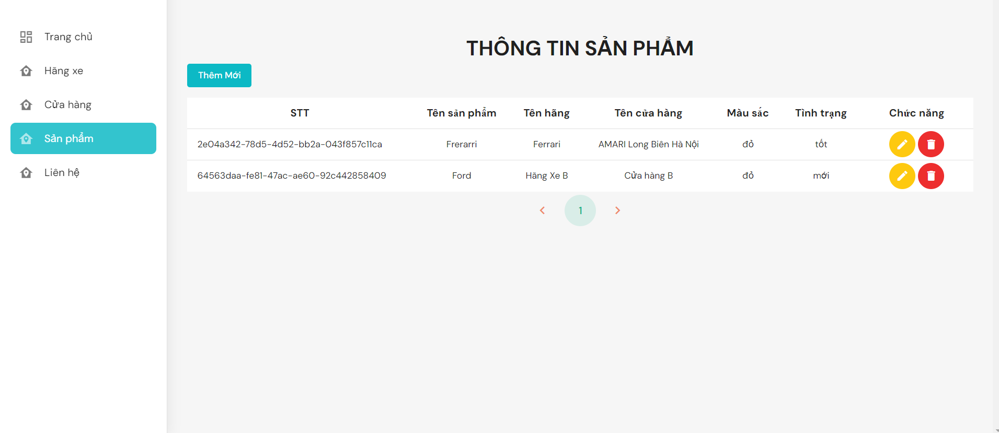 Trang chủ
Hãng xe
Cửa hàng
Sản phẩm
Liên hệ
THÔNG TIN SẢN PHẨM
Thêm Mới
STT Tên sản phẩm Tên hãng Tên cửa hàng Màu sắc Tình trạng Chức năng
2e04a342-78d5-4d52-bb2a-043f857c11ca Frerarri Ferrari AMARI Long Biên Hà Nội đỏ tốt
64563daa-fe81-47ac-ae60-92c442858409 Ford Hãng Xe B Cửa hàng B đỏ mới
1